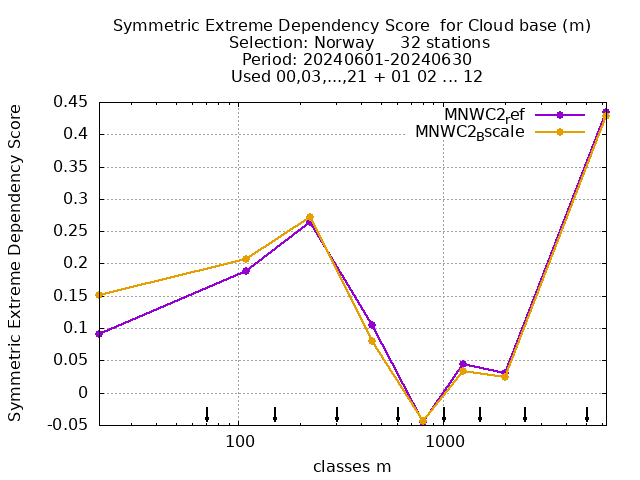 Symmetric Extreme Dependency Score  for Cloud base (m)
Selection: Norway     32 stations
Period: 20240601-20240630
Used 00,03,...,21 + 01 02 ... 12
Symmetric Extreme Dependency Score
0.45
0.4
0.35
0.3
0.25
0.2
0.15
0.1
0.05
0
-0.05
MNWC2ref
MNWC2Bscale
100
1000
classes m